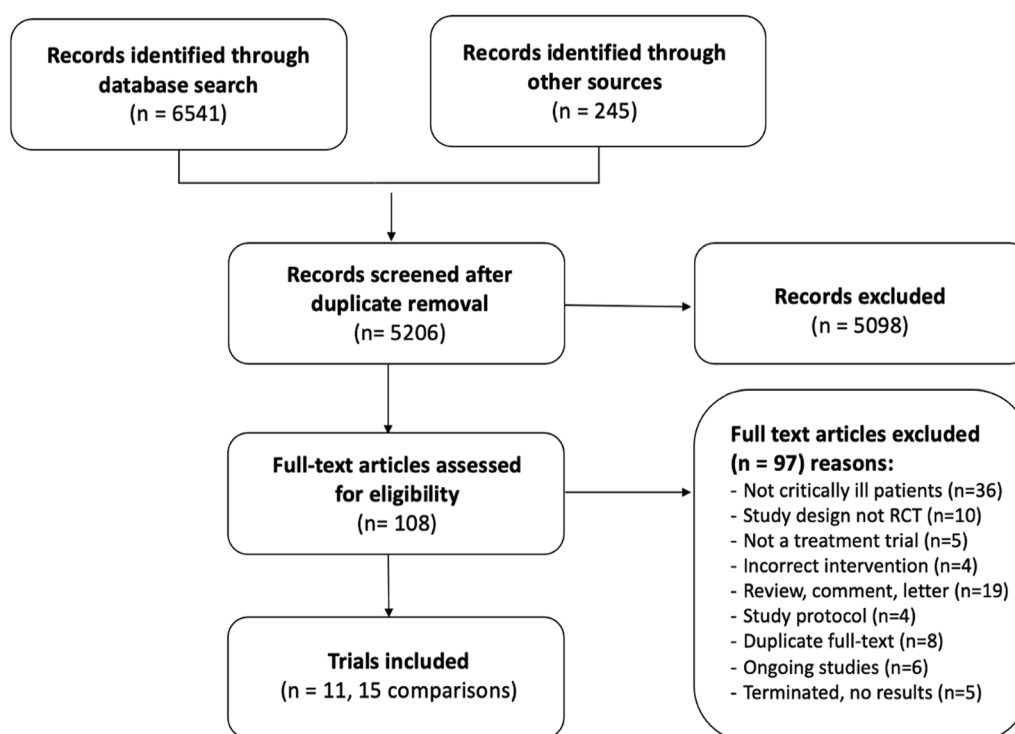 Records identified through
database search
(n = 6541)
Records identified through
other sources
(n = 245)
Records screened after
duplicate removal
(n= 5206)
Records excluded
(n = 5098)
Full-text articles assessed
for eligibility
(n= 108)
Full text articles excluded
(n = 97) reasons:
- Not critically ill patients (n=36)
- Study design not RCT (n=10)
- Not a treatment trial (n=5)
- Incorrect intervention (n=4)
- Review, comment, letter (n=19)
- Study protocol (n=4)
- Duplicate full-text (n=8)
- Ongoing studies (n=6)
- Terminated, no results (n=5)
Trials included
(n = 11, 15 comparisons)